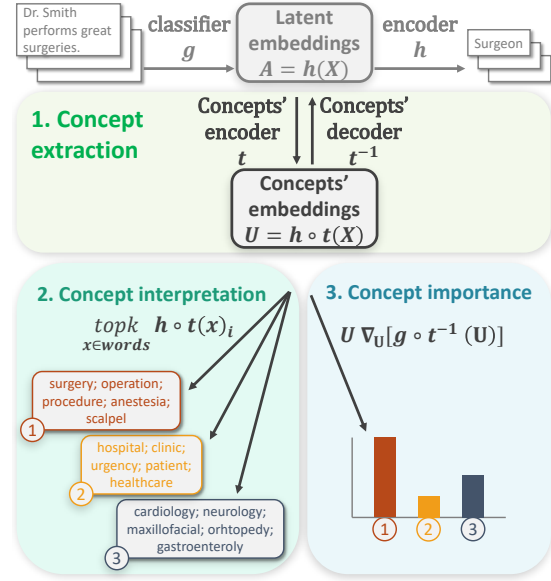 Dr. Smith
performs great
surgeries.
classifier
g
Latent
embeddings
A = h(X)
encoder
h
Surgeon
1. Concept
extraction
Concepts'
encoder
t
Concepts'
decoder
t⁻¹
Concepts'
embeddings
U = h ∘ t(X)
2. Concept interpretation
topk h ∘ t(x)ᵢ
x∈words
surgery; operation;
procedure; anestesia;
scalpel
1
hospital; clinic;
urgency; patient;
healthcare
2
cardiology; neurology;
maxillofacial; orhtopedy;
gastroenteroly
3
3. Concept importance
U ∇_U[g ∘ t⁻¹ (U)]
1
2
3